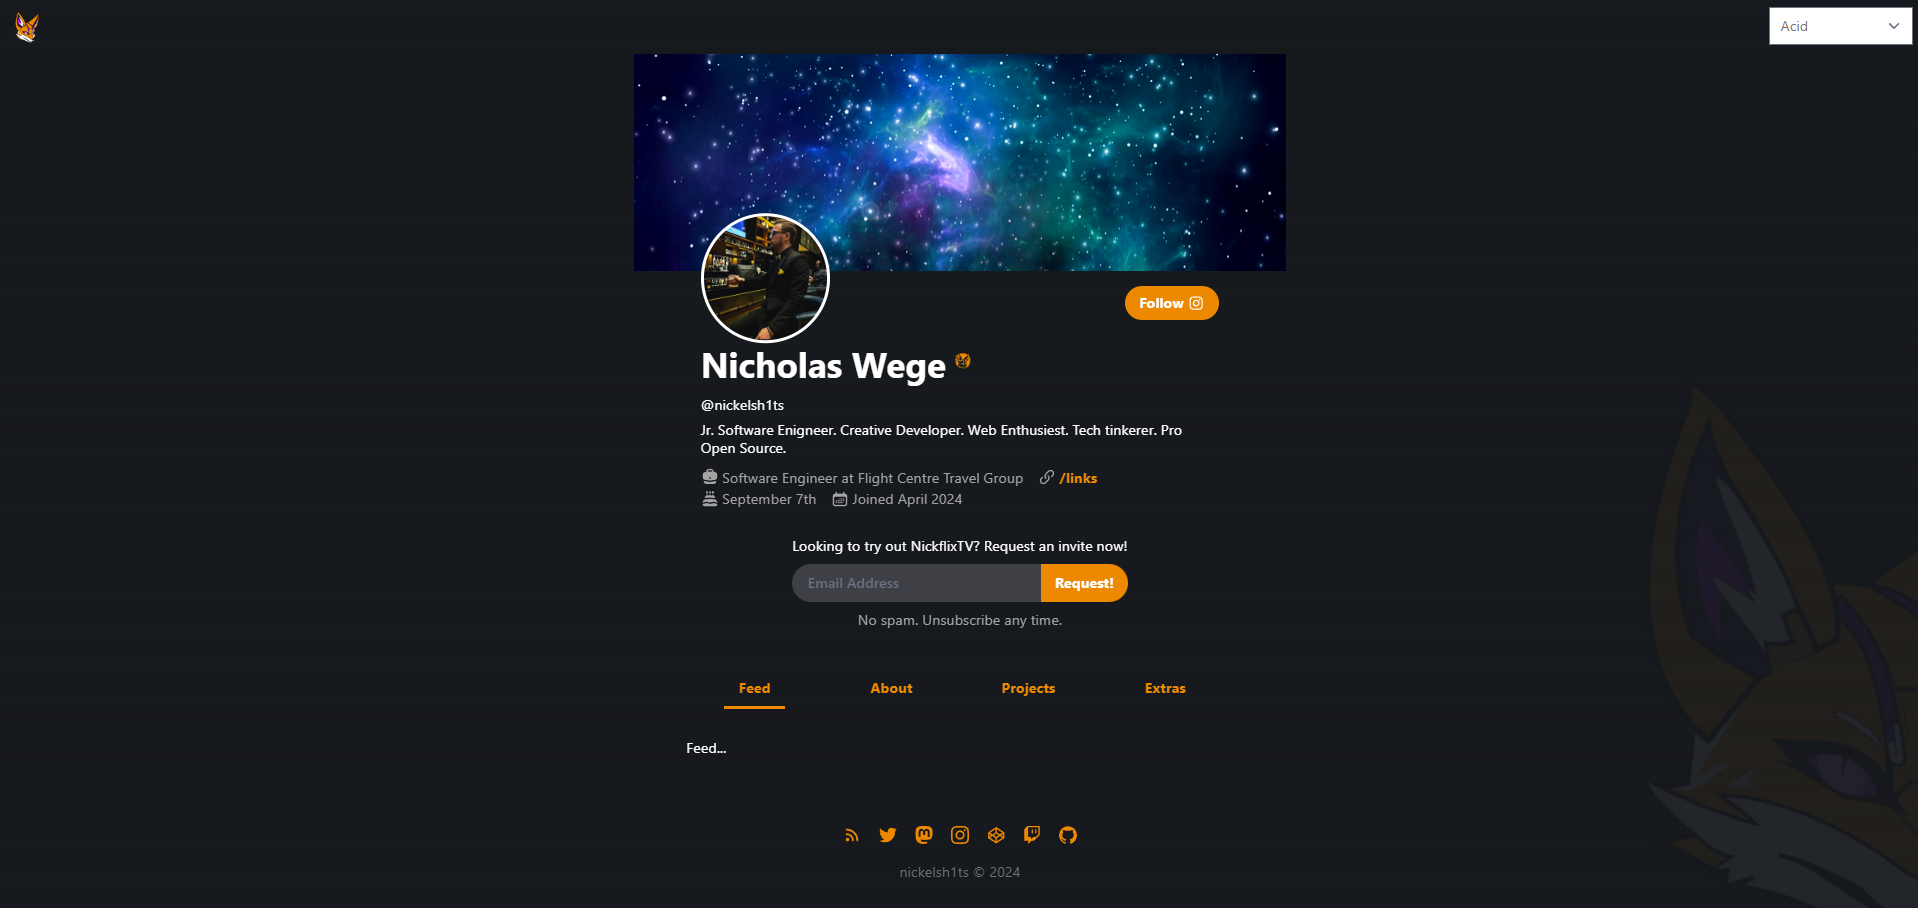 Acid
Follow
Nicholas Wege
@nickelsh1ts
Jr. Software Enigneer. Creative Developer. Web Enthusiest. Tech tinkerer. Pro
Open Source.
Software Engineer at Flight Centre Travel Group /links
September 7th Joined April 2024
Looking to try out NickflixTV? Request an invite now!
Email Address Request!
No spam. Unsubscribe any time.
Feed About Projects Extras
Feed...
nickelsh1ts © 2024